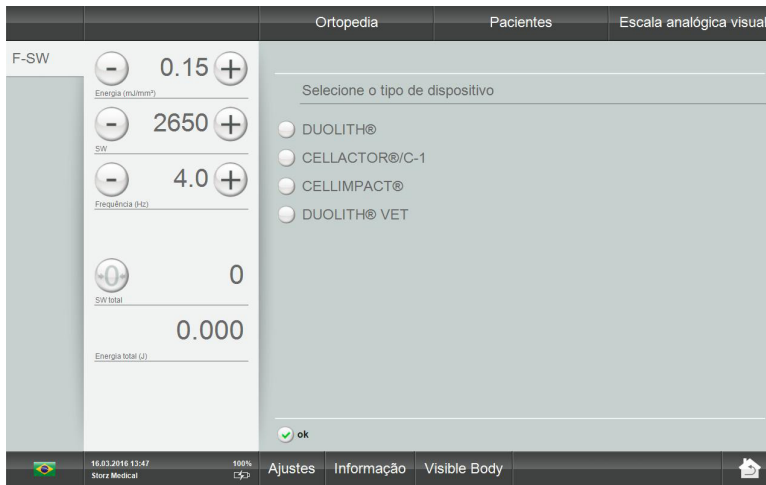 Ortopedia
Pacientes
Escala analógica visual
F-SW
- 0.15 +
Energia (mJ/mm²)
- 2650 +
SW
- 4.0 +
Frequência (Hz)
0 0
SW total
0.000
Energia total (J)
Selecione o tipo de dispositivo
DUOLITH®
CELLACTOR®/C-1
CELLIMPACT®
DUOLITH® VET
ok
16.03.2016 13:47 100%
Storz Medical
Ajustes
Informação
Visible Body